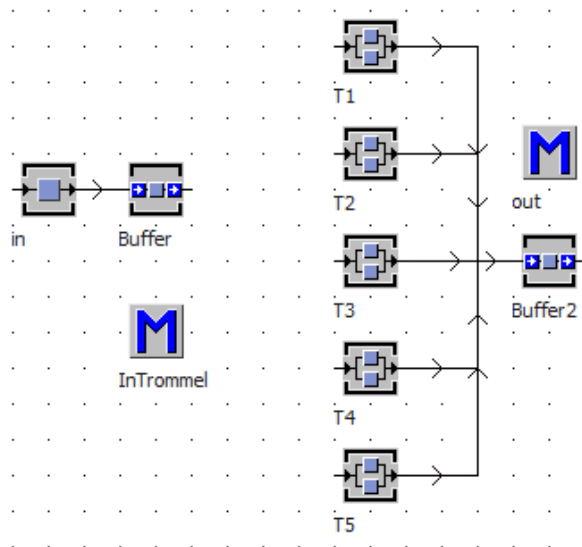 T1
T2
M
out
in
Buffer
T3
Buffer2
M
InTrommel
T4
T5